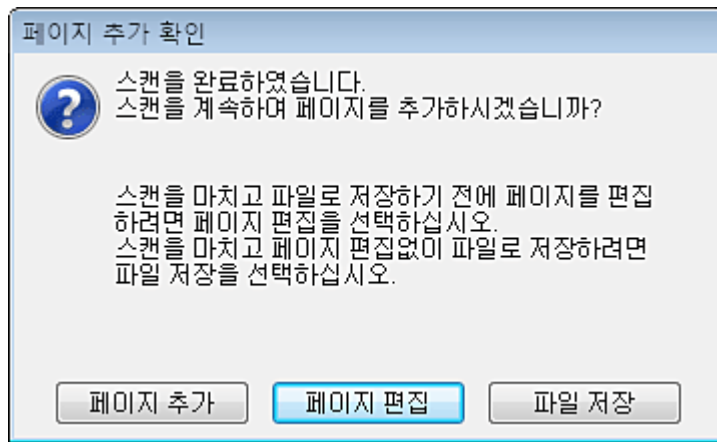 페이지 추가 확인
스캔을 완료하였습니다.
스캔을 계속하여 페이지를 추가하시겠습니까?
스캔을 마치고 파일로 저장하기 전에 페이지를 편집
하려면 페이지 편집을 선택하십시오.
스캔을 마치고 페이지 편집없이 파일로 저장하려면
파일 저장을 선택하십시오.
페이지 추가 페이지 편집 파일 저장